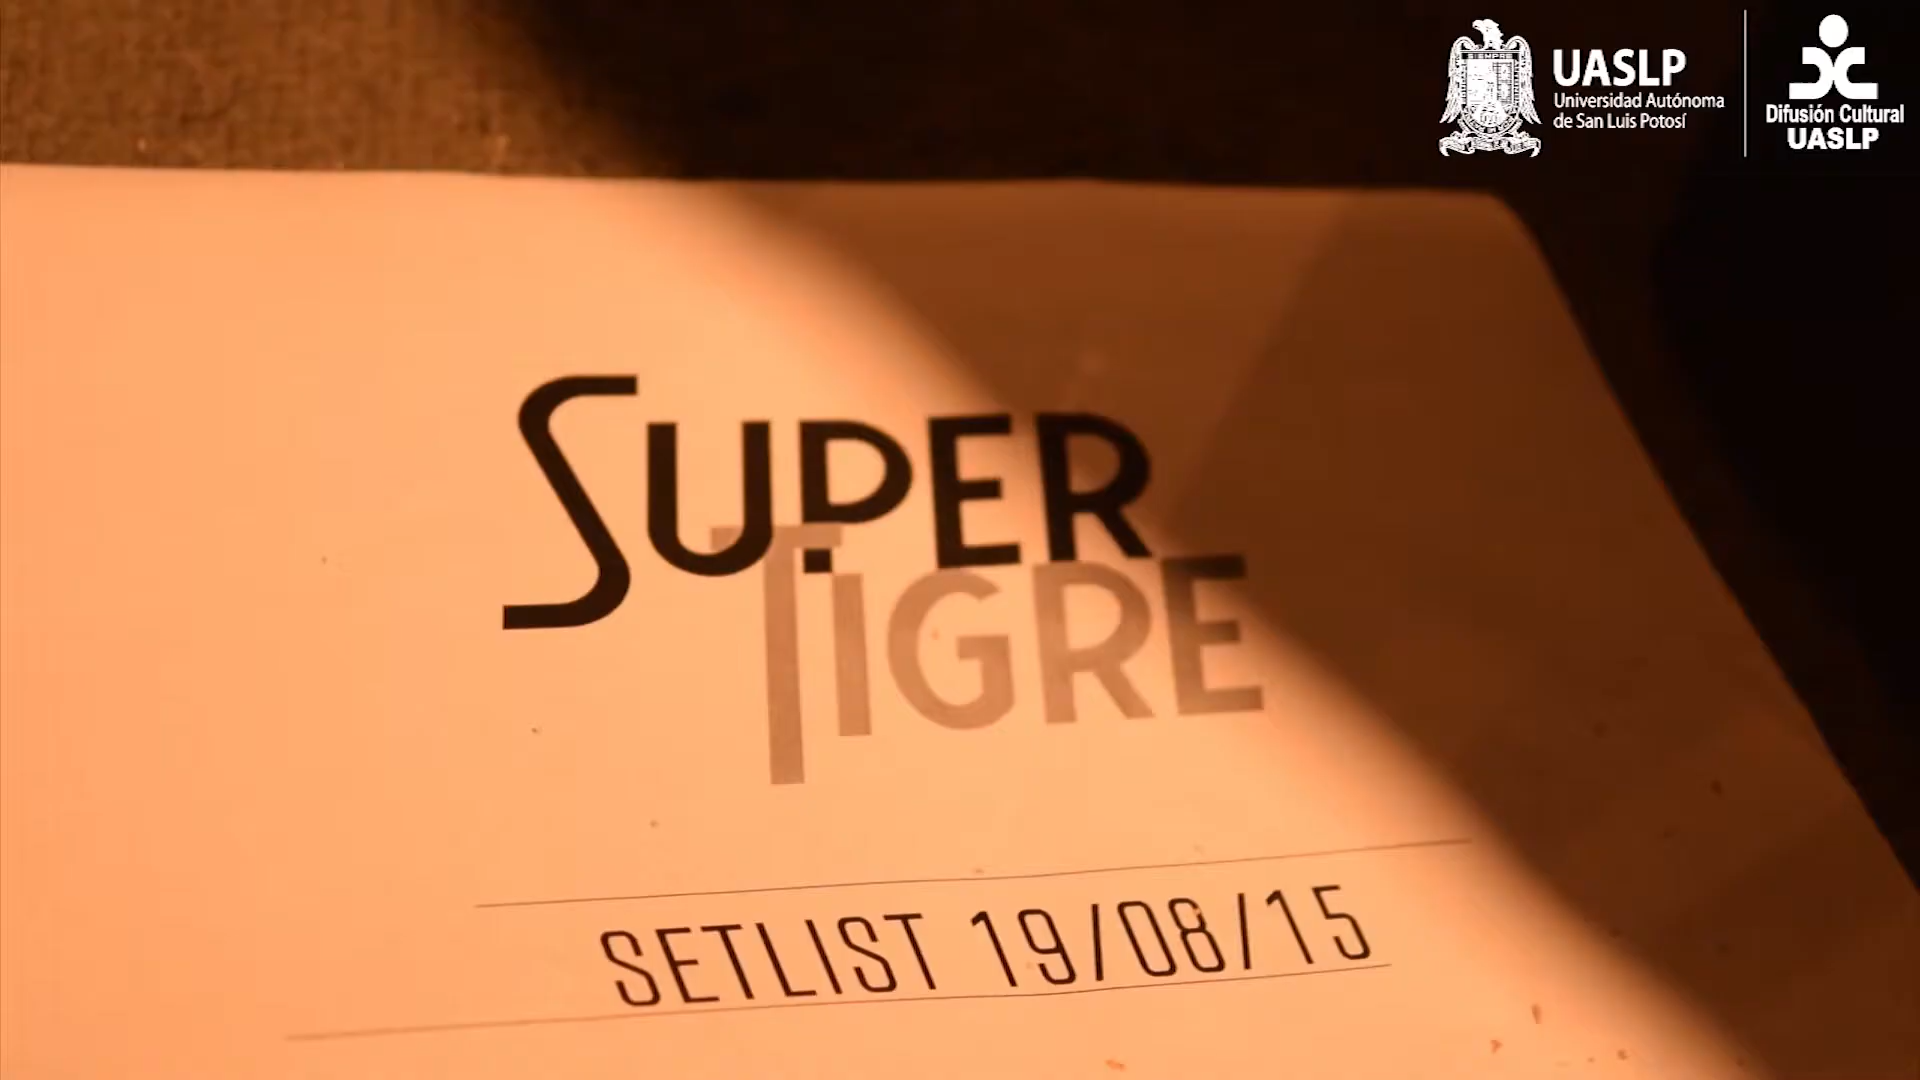 UASLP
Universidad Autónoma
de San Luis Potosí
Difusión Cultural
UASLP
SUPER
TIGRE
SETLIST 19/08/15